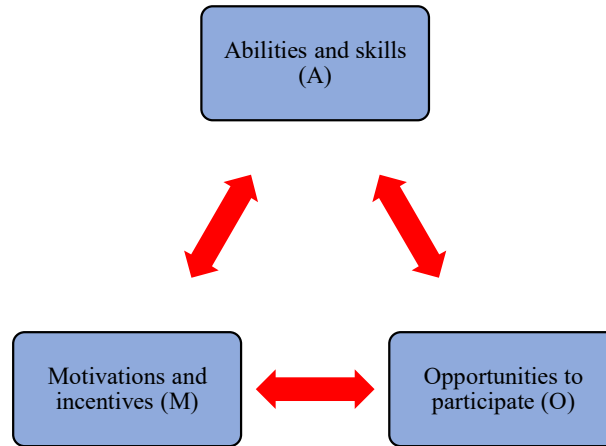 Abilities and skills
(A)
Motivations and
incentives (M)
Opportunities to
participate (O)